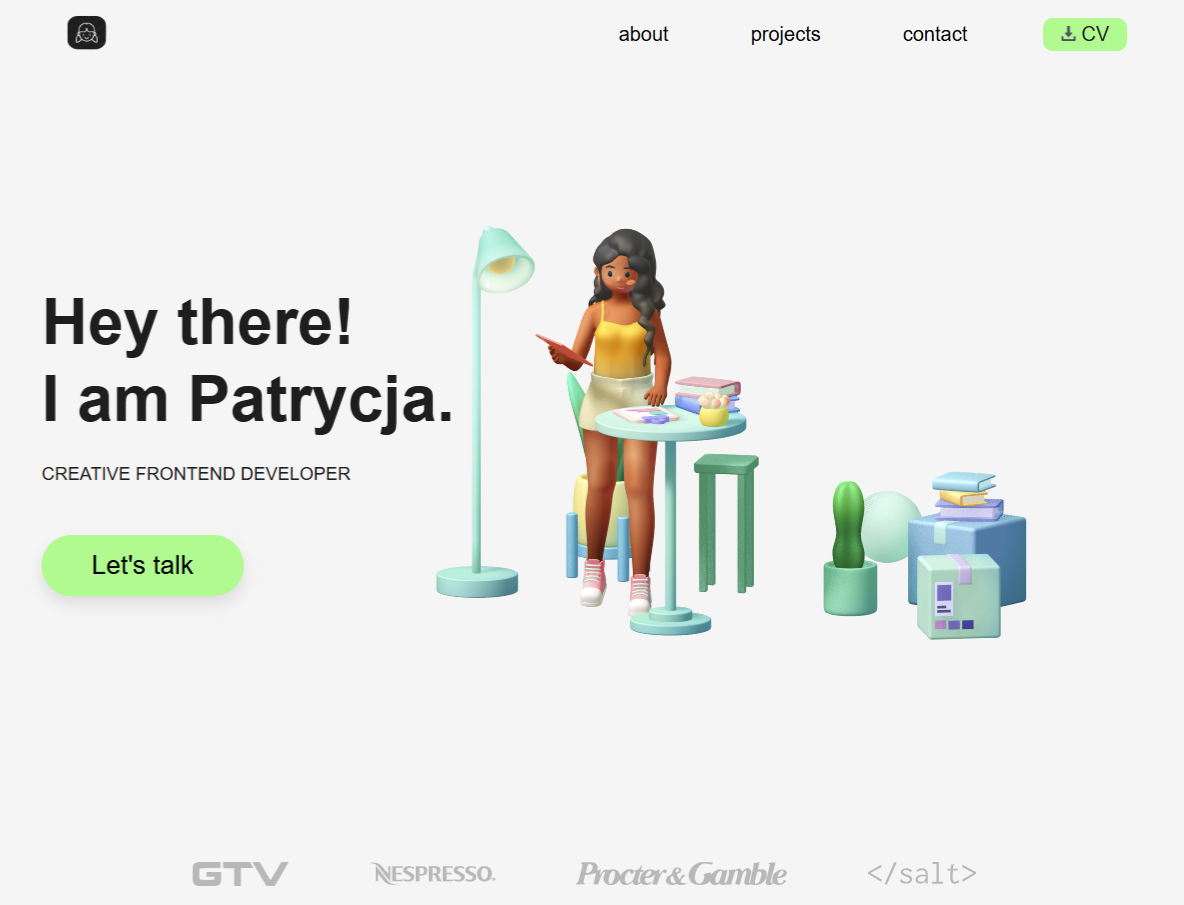 about
projects
contact
CV
Hey there!
I am Patrycja.
CREATIVE FRONTEND DEVELOPER
Let's talk
GTV
NESPRESSO.
Procter&Gamble
</salt>